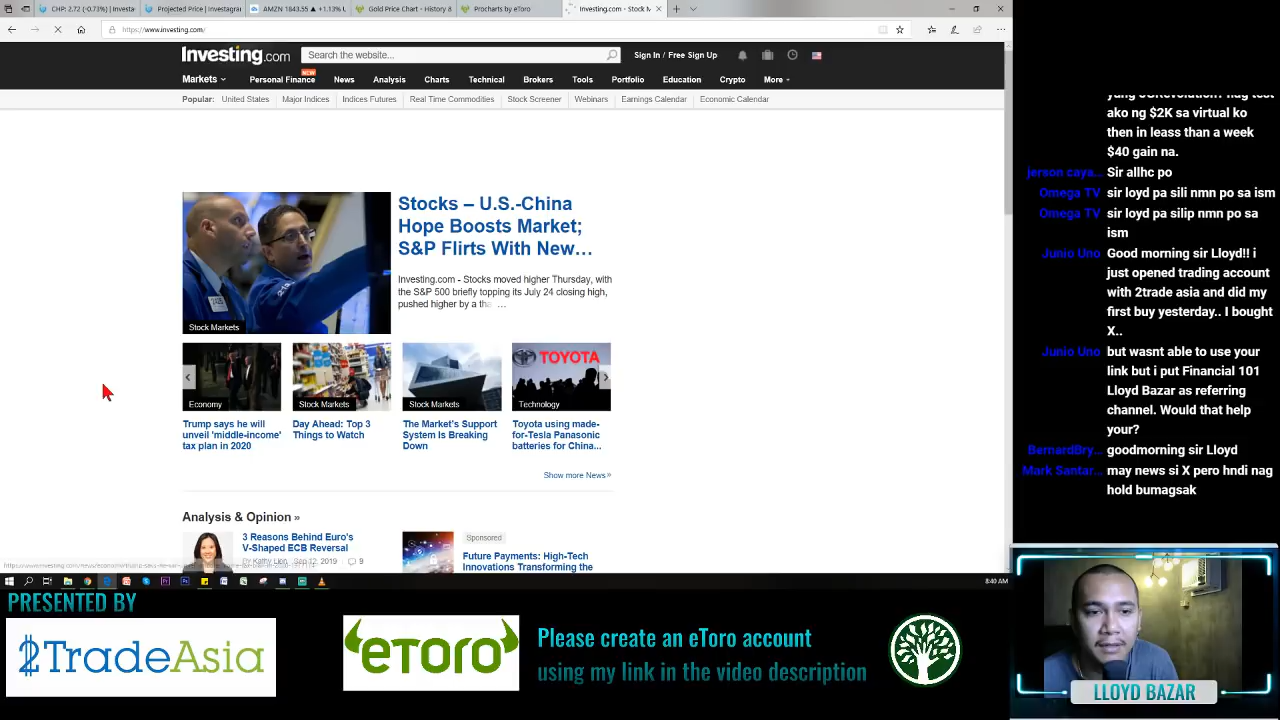 CHP: 2.72 (-0.73%) | Investa
Projected Price | Investagrar
AMZN 1843.55 ▲ +1.13% U
Gold Price Chart - History &
Procharts by eToro
Investing.com - Stock M
https://www.investing.com/
Investing.com
Search the website...
Sign In / Free Sign Up
Markets
Personal Finance
NEW
News
Analysis
Charts
Technical
Brokers
Tools
Portfolio
Education
Crypto
More
Popular: United States Major Indices Indices Futures Real Time Commodities Stock Screener Webinars Earnings Calendar Economic Calendar
Stock Markets
Stocks – U.S.-China
Hope Boosts Market;
S&P Flirts With New…
Investing.com - Stocks moved higher Thursday, with
the S&P 500 briefly topping its July 24 closing high,
pushed higher by a tha ...
Economy
Trump says he will
unveil 'middle-income'
tax plan in 2020
Stock Markets
Day Ahead: Top 3
Things to Watch
Stock Markets
The Market's Support
System Is Breaking
Down
TOYOTA
Technology
Toyota using made-
for-Tesla Panasonic
batteries for China...
Show more News »
Analysis & Opinion »
3 Reasons Behind Euro's
V-Shaped ECB Reversal
By Kathy Lien, Sep 12, 2019
9
Sponsored
Future Payments: High-Tech
Innovations Transforming the
8:40 AM
ako ng $2K sa virtual ko
then in leass than a week
$40 gain na.
jerson caya... Sir allhc po
Omega TV sir loyd pa sili nmn po sa ism
Omega TV sir loyd pa silip nmn po sa
ism
Junio Uno Good morning sir Lloyd!! i
just opened trading account
with 2trade asia and did my
first buy yesterday.. I bought
X..
Junio Uno but wasnt able to use your
link but i put Financial 101
Lloyd Bazar as referring
channel. Would that help
your?
BernardBry... goodmorning sir Lloyd
Mark Santar... may news si X pero hndi nag
hold bumagsak
PRESENTED BY
2TradeAsia
eToro
Please create an eToro account
using my link in the video description
LLOYD BAZAR